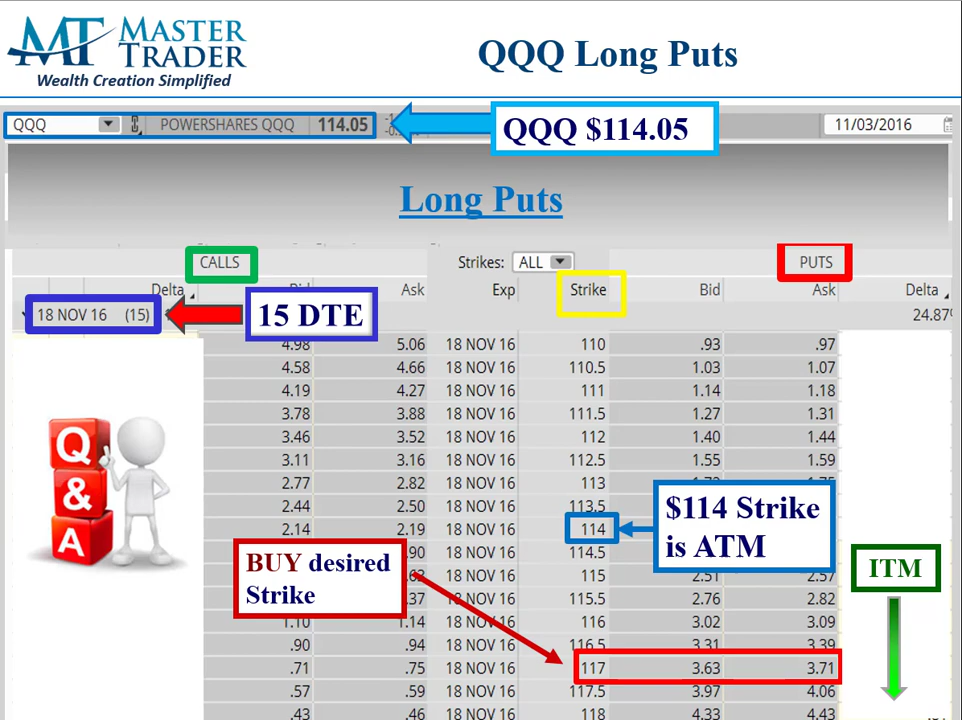 MT MASTER TRADER
Wealth Creation Simplified
QQQ Long Puts
QQQ POWERSHARES QQQ 114.05 11/03/2016
QQQ $114.05
Long Puts
CALLS Strikes: ALL PUTS
Delta Ask Exp Strike Bid Ask Delta
18 NOV 16 (15) 24.87
15 DTE
4.98 5.06 18 NOV 16 110 .93 .97
4.58 4.66 18 NOV 16 110.5 1.03 1.07
4.19 4.27 18 NOV 16 111 1.14 1.18
3.78 3.88 18 NOV 16 111.5 1.27 1.31
3.46 3.52 18 NOV 16 112 1.40 1.44
3.11 3.16 18 NOV 16 112.5 1.55 1.59
2.77 2.82 18 NOV 16 113
2.44 2.50 18 NOV 16 113.5
2.14 2.19 18 NOV 16 114
$114 Strike
is ATM
.90 18 NOV 16 114.5
18 NOV 16 115 2.51 2.57
BUY desired
Strike
ITM
.37 18 NOV 16 115.5 2.76 2.82
1.10 1.14 18 NOV 16 116 3.02 3.09
.90 .94 18 NOV 16 116.5 3.31 3.39
.71 .75 18 NOV 16 117 3.63 3.71
.57 .59 18 NOV 16 117.5 3.97 4.06
.43 .46 18 NOV 16 118 4.33 4.43
Q
&
A